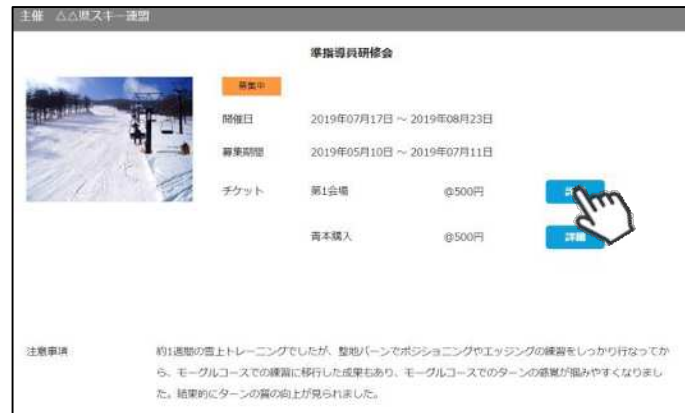 主催 △△県スキー連盟
準指導員研修会
募集中
開催日 2019年07月17日 ～ 2019年08月23日
募集期間 2019年05月10日 ～ 2019年07月11日
チケット 第1会場 @500円
青本購入 @500円 詳細
注意事項 約1週間の雪上トレーニングでしたが、整地バーンでポジショニングやエッジングの練習をしっかり行なってか
ら、モーグルコースでの練習に移行した成果もあり、モーグルコースでのターンの感覚が掴みやすくなりまし
た。結果的にターンの質の向上が見られました。